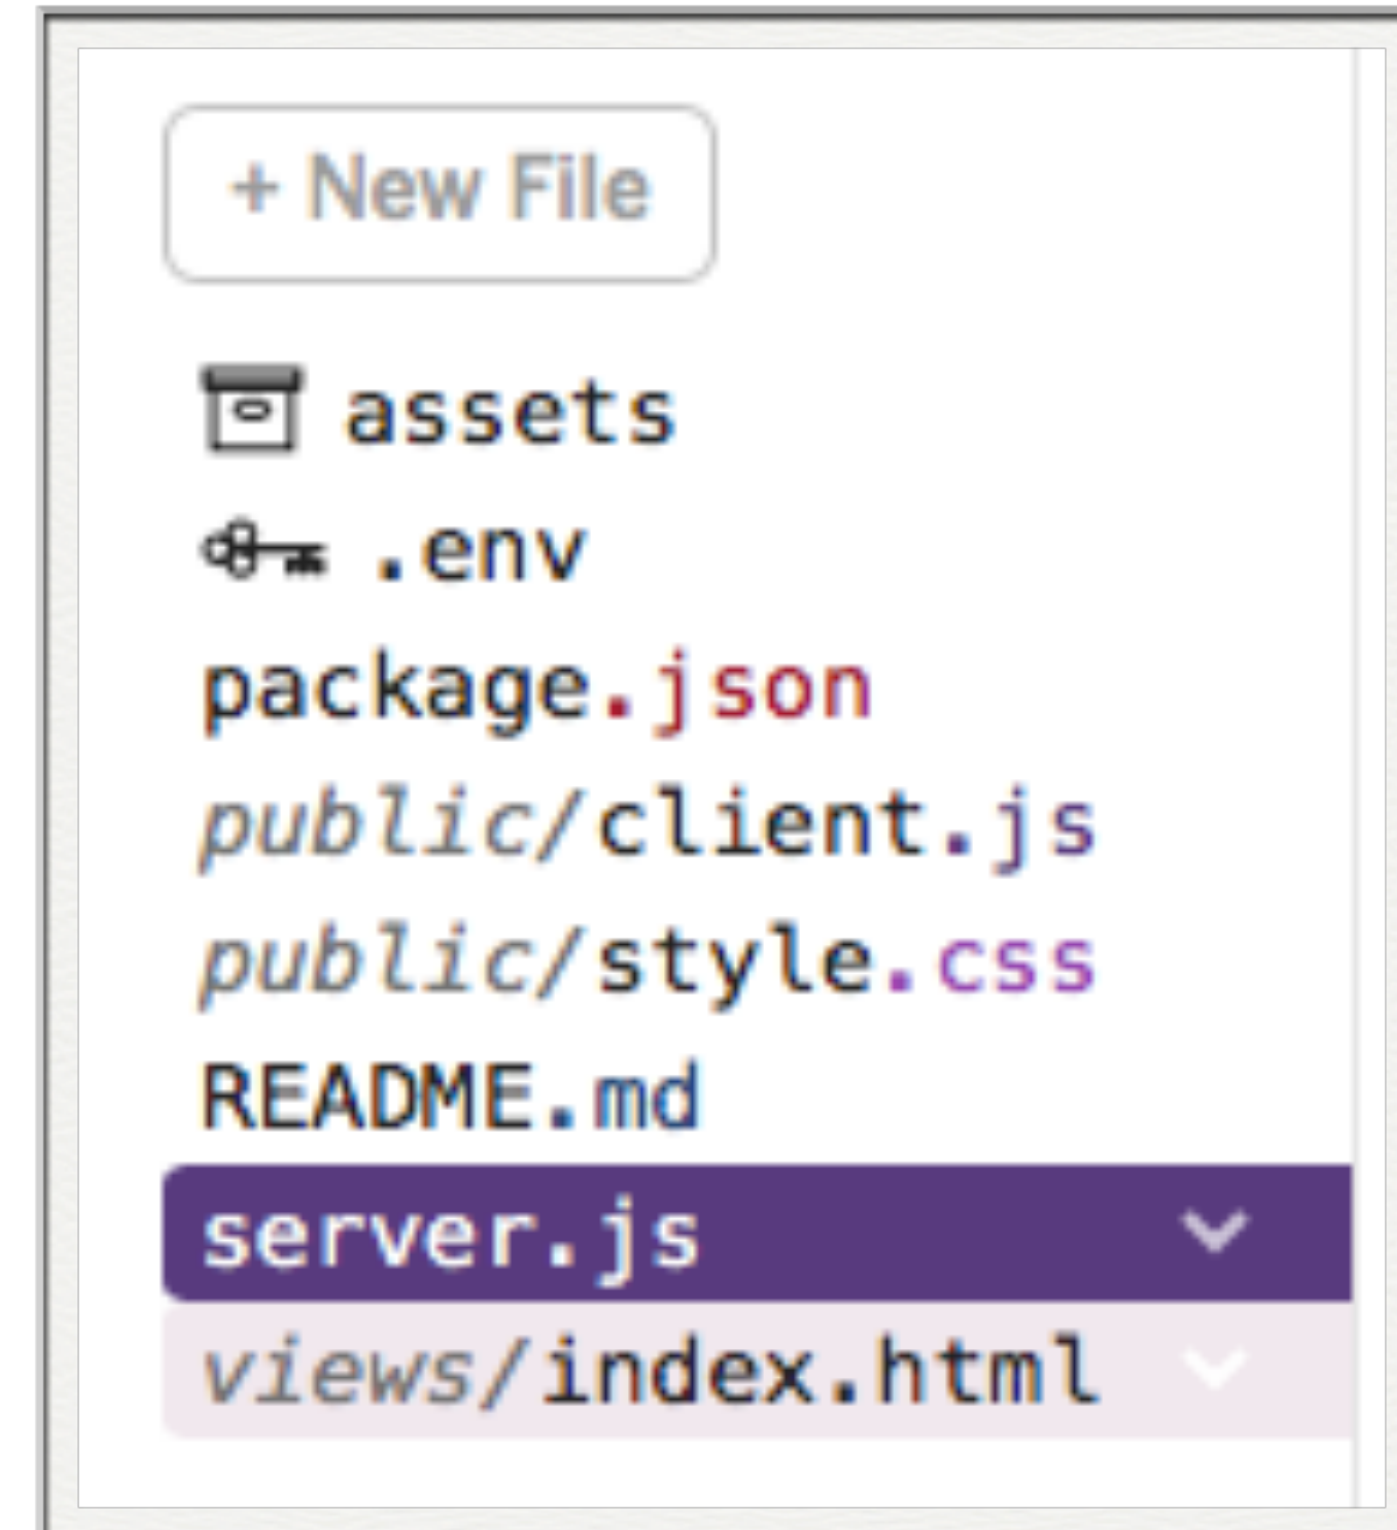 + New File
assets
.env
package.json
public/client.js
public/style.css
README.md
server.js
views/index.html